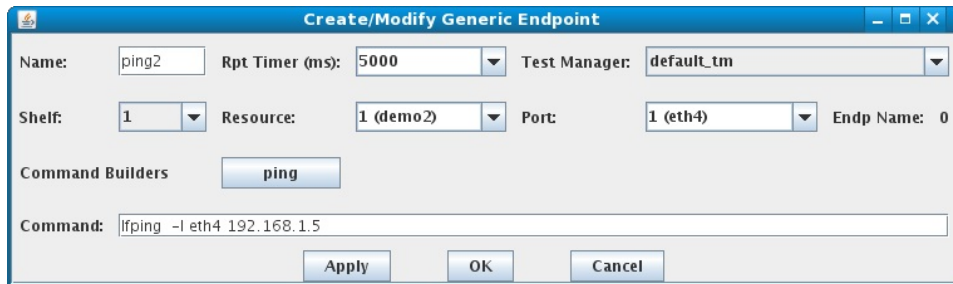 Create/Modify Generic Endpoint
Name: ping2 Rpt Timer (ms): 5000 Test Manager: default_tm
Shelf: 1 Resource: 1 (demo2) Port: 1 (eth4) Endp Name: 0
Command Builders ping
Command: lfping -I eth4 192.168.1.5
Apply OK Cancel